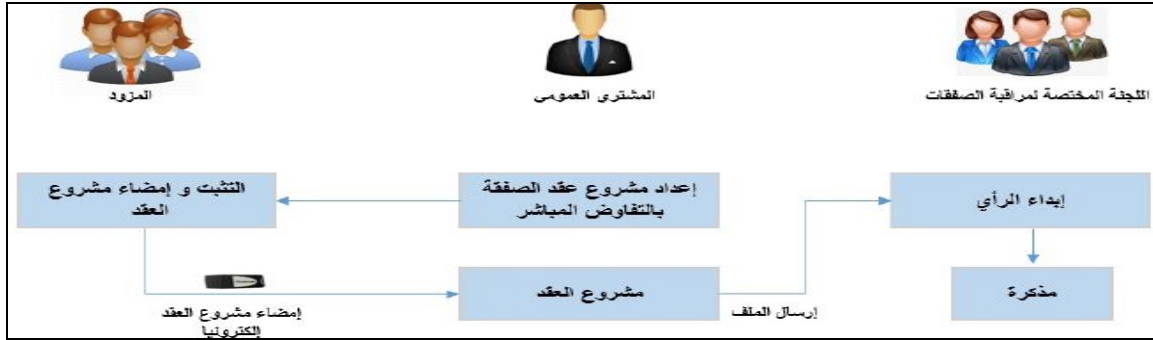 اللجنة المختصة لمراقبة الصفقات
المشتري العمومي
المزود
إعداد مشروع عقد الصفقة
بالتفاوض المباشر
التثبت و إمضاء مشروع
العقد
إبداء الرأي
مشروع العقد
مذكرة
إمضاء مشروع العقد
إلكترونيا
إرسال الملف